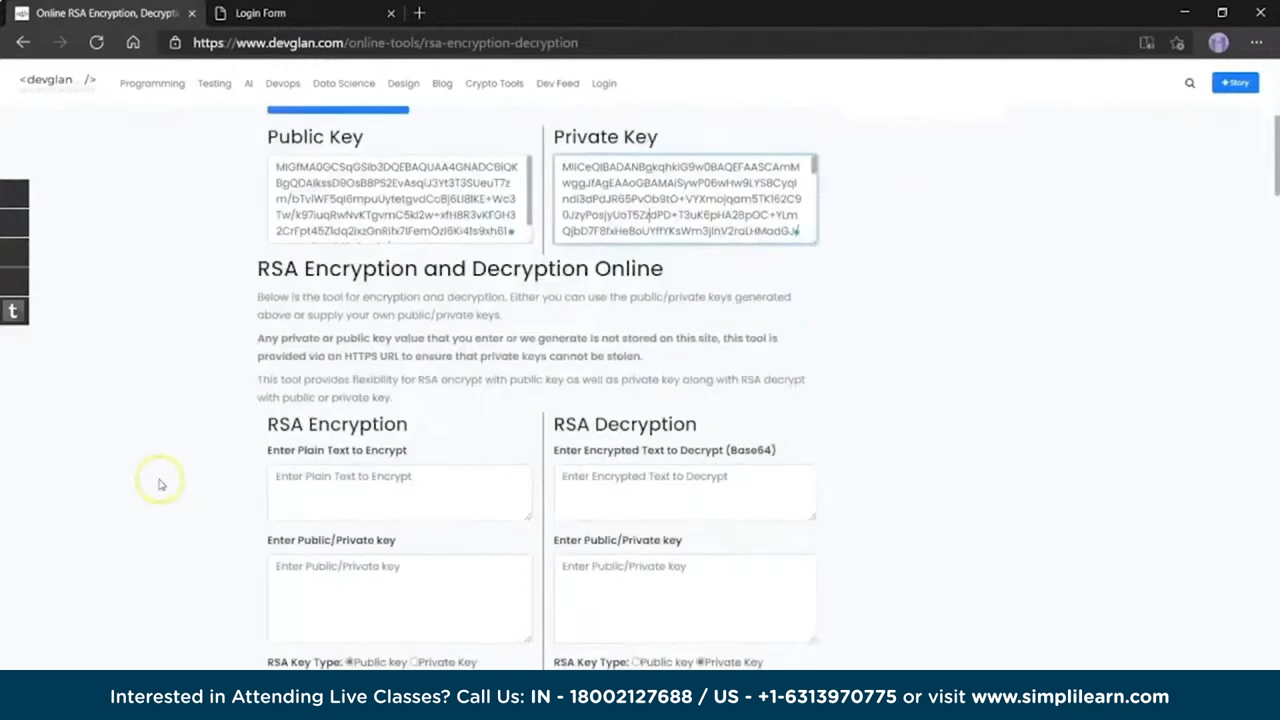 Online RSA Encryption, Decrypti
Login Form
https://www.devglan.com/online-tools/rsa-encryption-decryption
<devglan />
Programming Testing AI Devops Data Science Design Blog Crypto Tools Dev Feed Login
+Story
Public Key
Private Key
t
RSA Encryption and Decryption Online
Below is the tool for encryption and decryption. Either you can use the public/private keys generated
above or supply your own public/private keys.
Any private or public key value that you enter or we generate is not stored on this site, this tool is
provided via an HTTPS URL to ensure that private keys cannot be stolen.
This tool provides flexibility for RSA encrypt with public key as well as private key along with RSA decrypt
with public or private key.
RSA Encryption
Enter Plain Text to Encrypt
Enter Plain Text to Encrypt
Enter Public/Private key
Enter Public/Private key
RSA Key Type: Public key Private Key
RSA Decryption
Enter Encrypted Text to Decrypt (Base64)
Enter Encrypted Text to Decrypt
Enter Public/Private key
Enter Public/Private key
RSA Key Type: Public key Private Key
Interested in Attending Live Classes? Call Us: IN - 18002127688 / US - +1-6313970775 or visit www.simplilearn.com